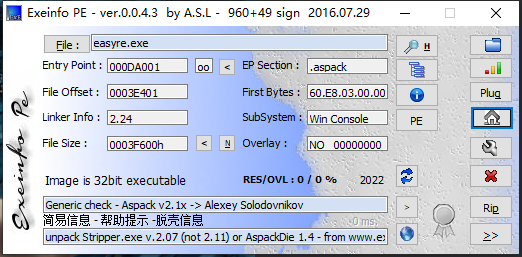 Exeinfo PE - ver.0.0.4.3 by A.S.L - 960+49 sign 2016.07.29
File : easyre.exe H
Entry Point : 000DA001 oo < EP Section : .aspack
File Offset : 0003E401 First Bytes : 60.E8.03.00.00 Plug
Linker Info : 2.24 SubSystem : Win Console PE
File Size : 0003F600h < N Overlay : NO 00000000
Image is 32bit executable RES/OVL : 0 / 0 % 2022
Generic check - Aspack v2.1x -> Alexey Solodovnikov > Rip
简易信息 - 帮助提示 -脱壳信息 0 ms.
unpack Stripper.exe v.2.07 (not 2.11) or AspackDie 1.4 - from www.ex >>
Exeinfo Pe